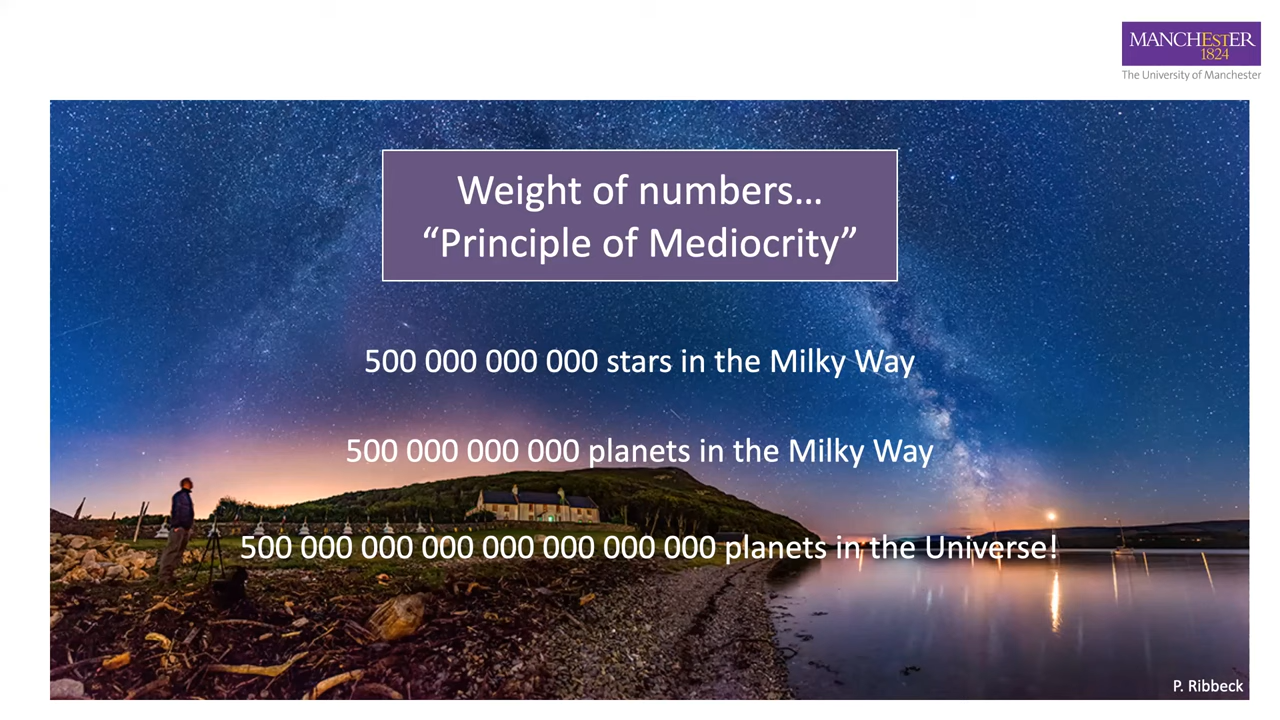 MANCHESTER
1824
The University of Manchester
Weight of numbers...
“Principle of Mediocrity”
500 000 000 000 stars in the Milky Way
500 000 000 000 planets in the Milky Way
500 000 000 000 000 000 000 000 planets in the Universe!
P. Ribbeck